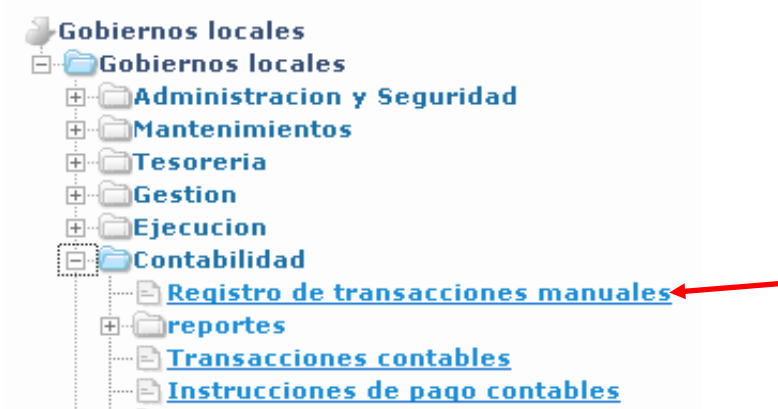 Gobiernos locales
Gobiernos locales
Administracion y Seguridad
Mantenimientos
Tesoreria
Gestion
Ejecucion
Contabilidad
Registro de transacciones manuales
reportes
Transacciones contables
Instrucciones de pago contables